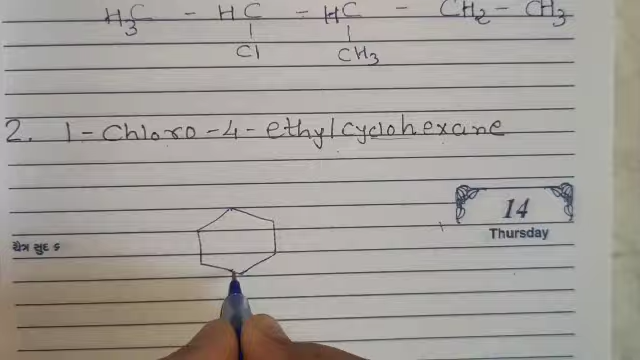 H3C - HC - HC - CH2 - CH3
Cl CH3
2. 1-Chloro-4-ethylcyclohexane
14
ચૈત્ર સુદ ૬ Thursday